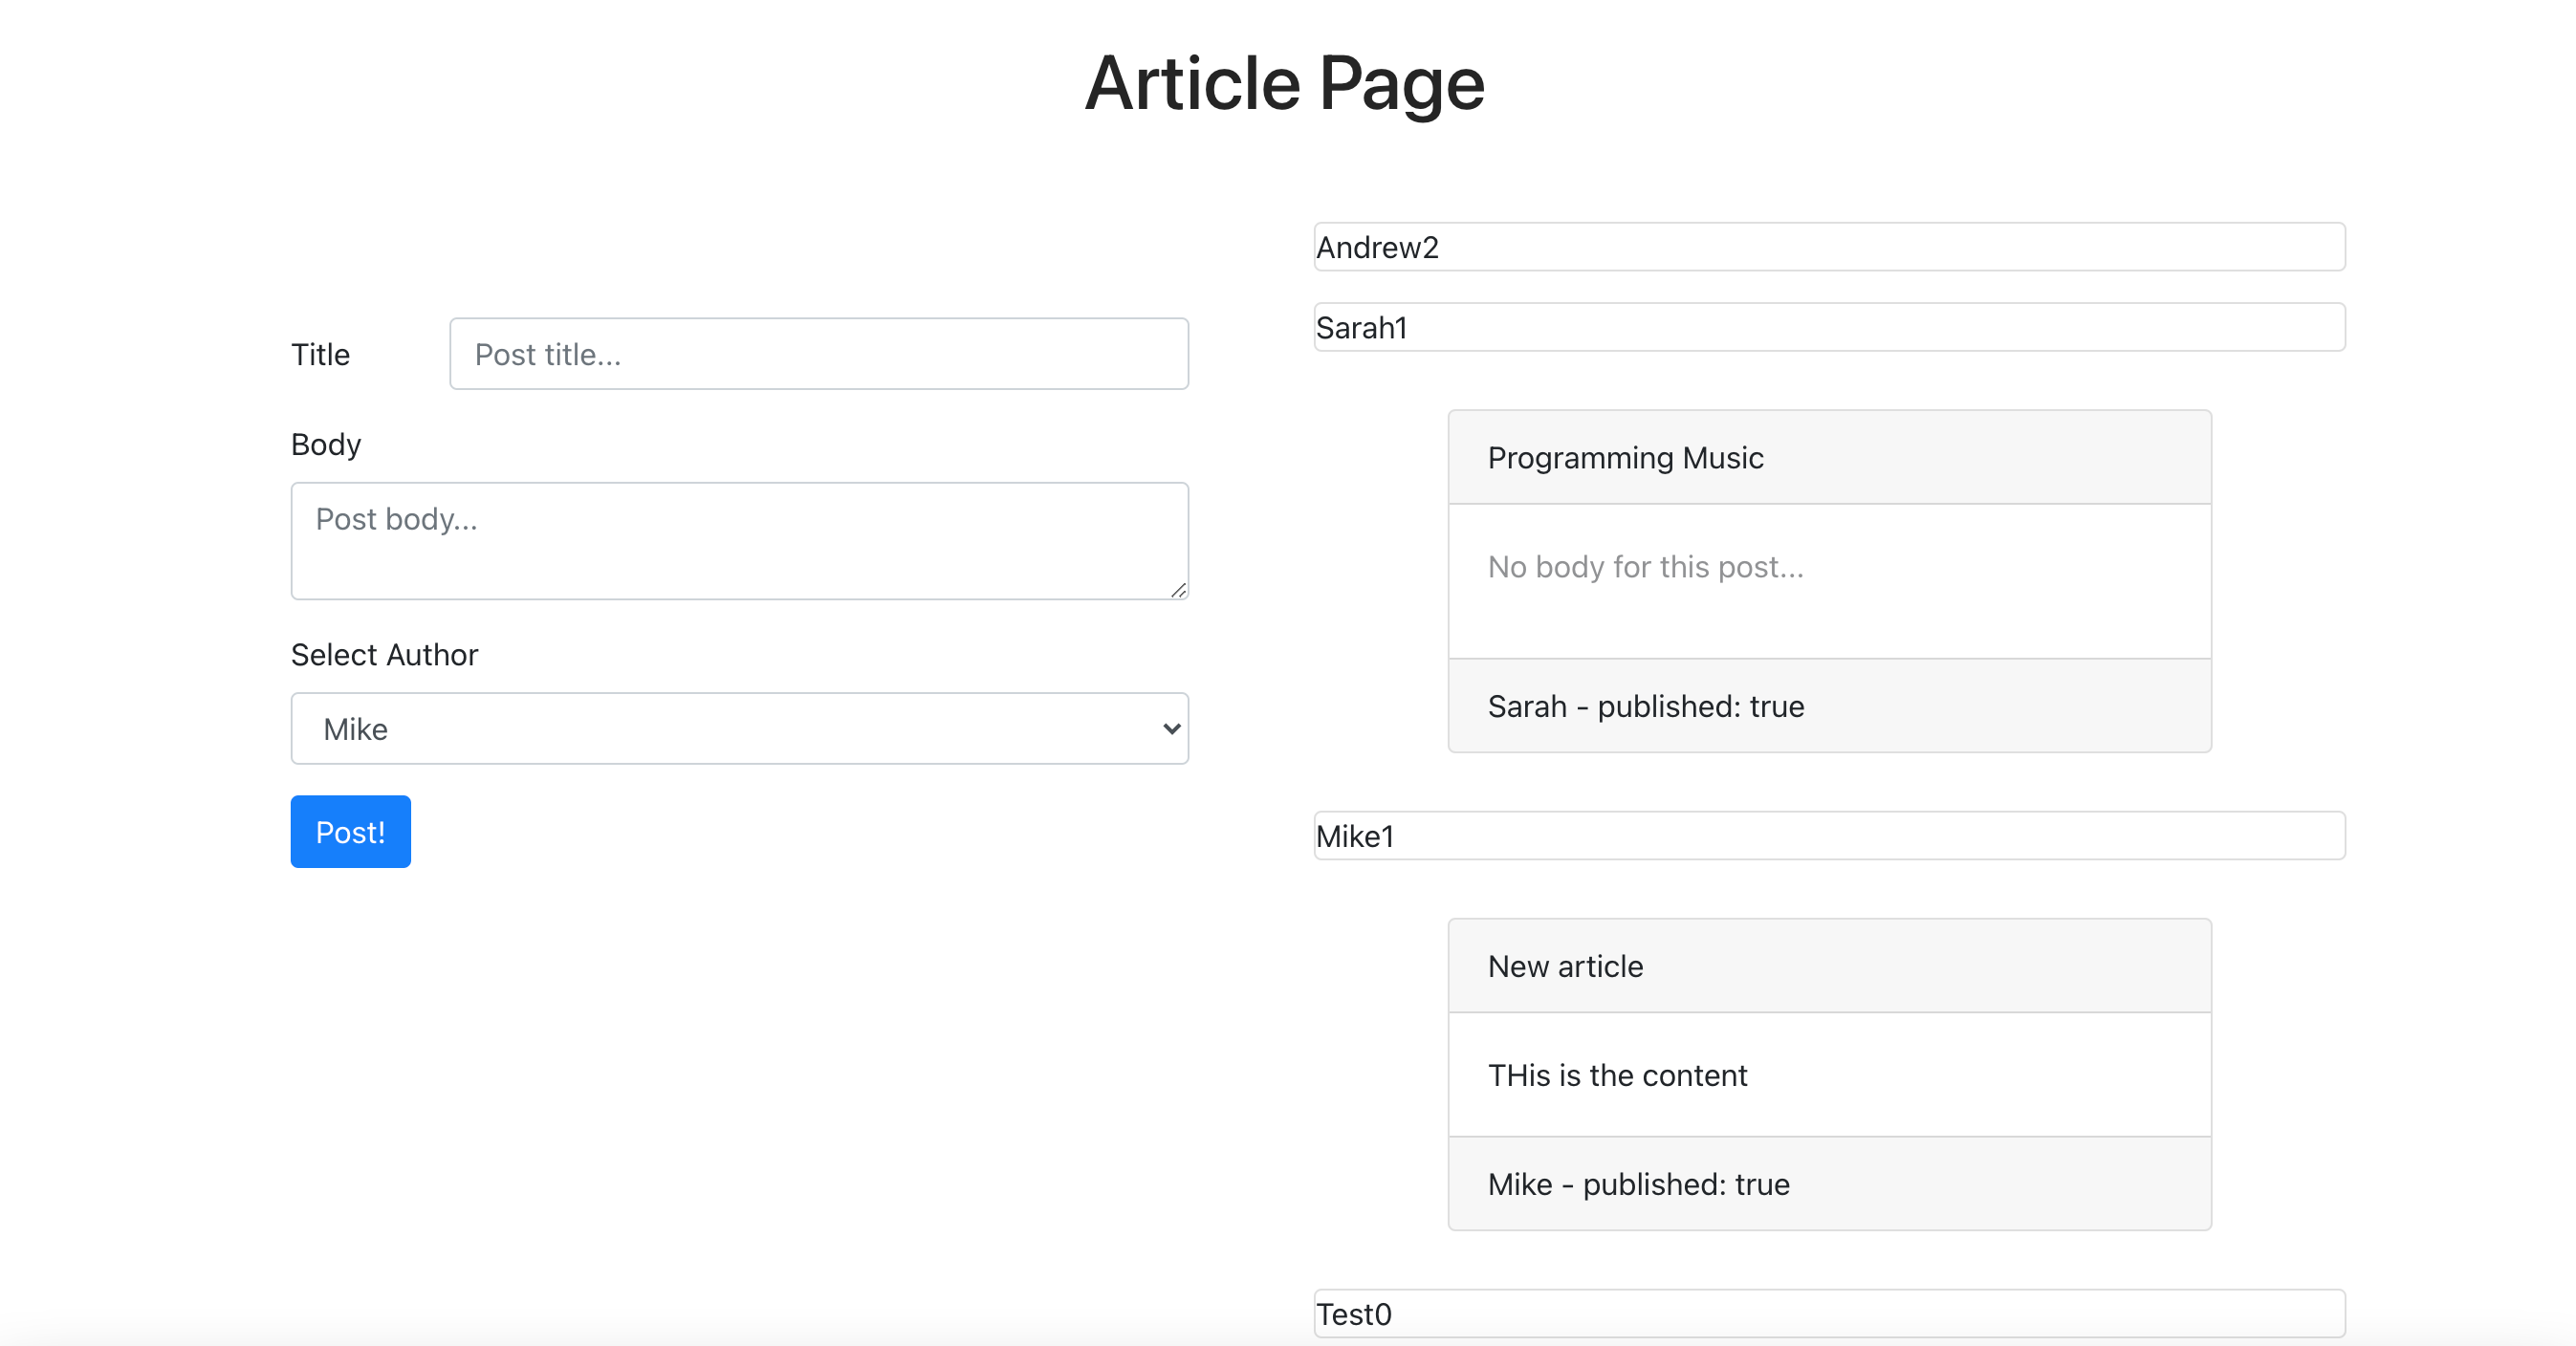 Article Page
Title
Post title...
Body
Post body...
Select Author
Mike
Post!
Andrew2
Sarah1
Programming Music
No body for this post...
Sarah - published: true
Mike1
New article
THis is the content
Mike - published: true
Test0